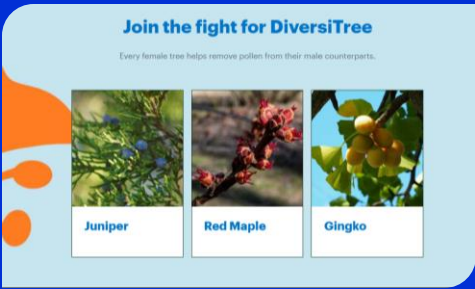 Join the fight for DiversiTree
Every female tree helps remove pollen from their male counterparts.
Juniper
Red Maple
Gingko